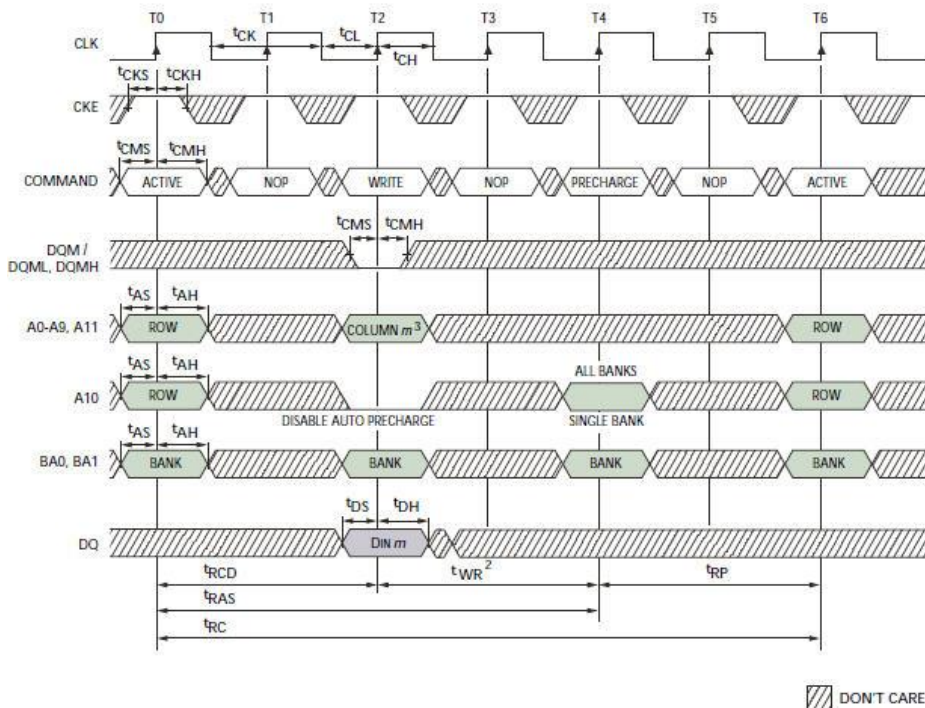 T0 T1 T2 T3 T4 T5 T6
CLK
tCK tCL
tCH
tCKS tCKH
CKE
tCMS tCMH
COMMAND ACTIVE NOP WRITE NOP PRECHARGE NOP ACTIVE
tCMS tCMH
DQM /
DQML, DQMH
tAS tAH
A0-A9, A11 ROW COLUMN m3 ROW
ALL BANKS
tAS tAH
A10 ROW ROW
DISABLE AUTO PRECHARGE SINGLE BANK
tAS tAH
BA0, BA1 BANK BANK BANK BANK
tDS tDH
DQ DIN m
tRCD tWR2 tRP
tRAS
tRC
DON'T CARE